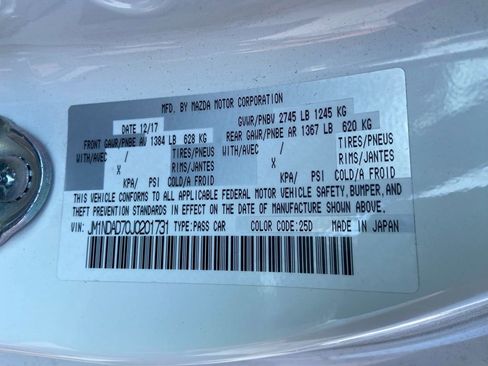 MFD. BY MAZDA MOTOR CORPORATION
DATE 12/17 GVWR/PNBV 2745 LB 1245 KG
FRONT GAWR/PNBE AV 1384 LB 628 KG REAR GAWR/PNBE AR 1367 LB 620 KG
WITH/AVEC / TIRES/PNEUS WITH/AVEC / TIRES/PNEUS
X RIMS/JANTES X RIMS/JANTES
KPA/ PSI COLD/A FROID KPA/ PSI COLD/A FROID
THIS VEHICLE CONFORMS TO ALL APPLICABLE FEDERAL MOTOR VEHICLE SAFETY, BUMPER, AND
THEFT PREVENTION STANDARDS IN EFFECT ON THE DATE OF MANUFACTURE SHOWN ABOVE.
VIN: JM1NDAD70J0201731 TYPE:PASS CAR COLOR CODE:25D MADE IN JAPAN